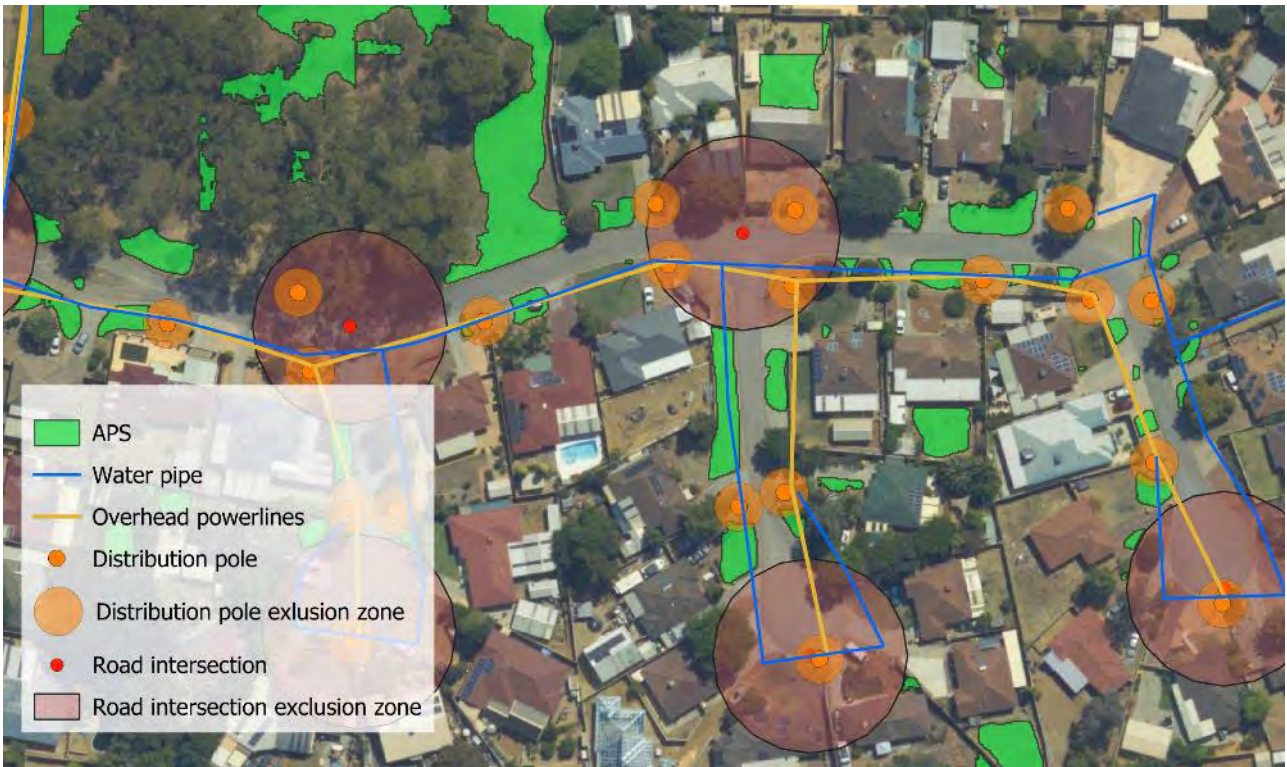 APS
Water pipe
Overhead powerlines
Distribution pole
Distribution pole exlusion zone
Road intersection
Road intersection exclusion zone